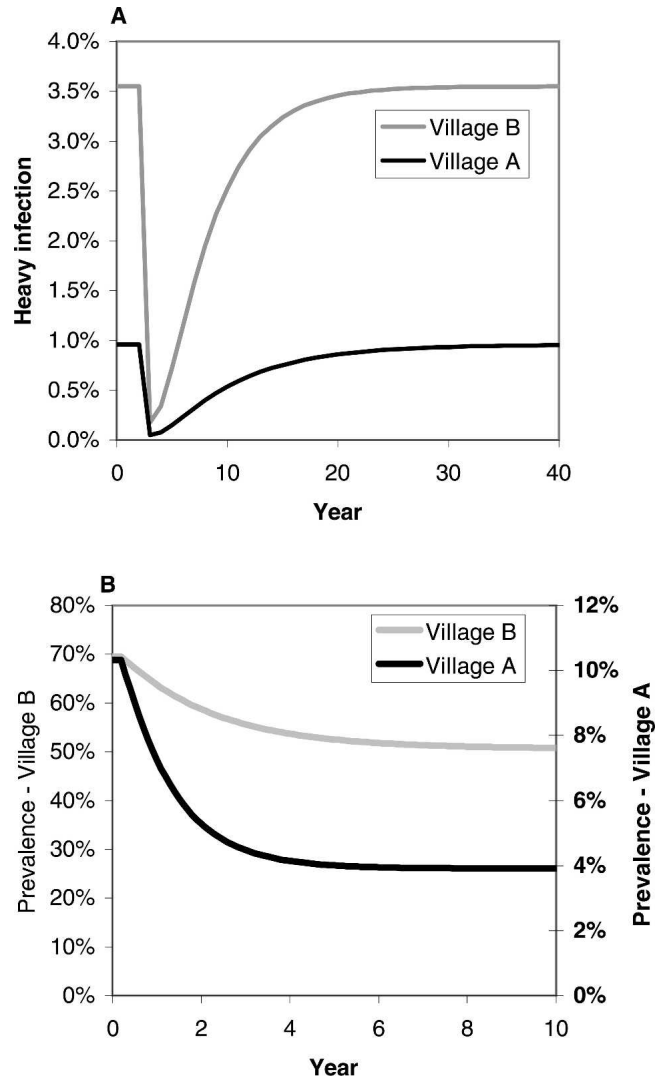 A
4.0%
3.5%
3.0%
2.5%
2.0%
1.5%
1.0%
0.5%
0.0%
Heavy infection
Village B
Village A
0 10 20 30 40
Year
B
80%
70%
60%
50%
40%
30%
20%
10%
0%
Prevalence - Village B
Village B
Village A
12%
10%
8%
6%
4%
2%
0%
Prevalence - Village A
0 2 4 6 8 10
Year